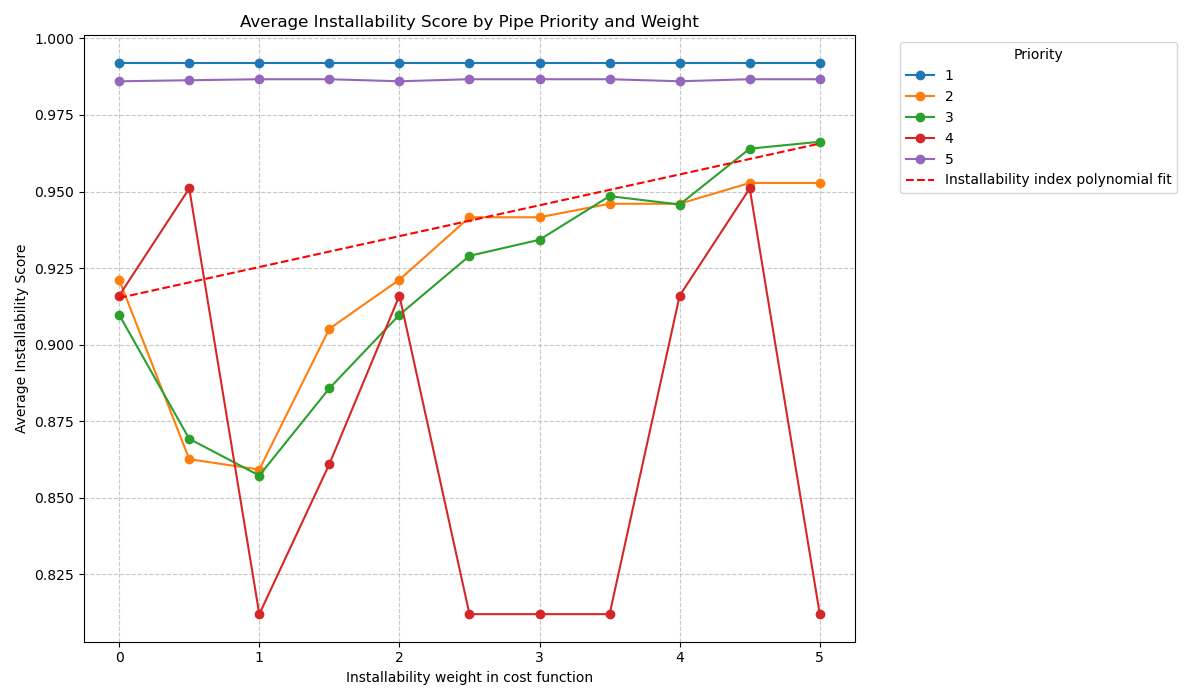 Average Installability Score by Pipe Priority and Weight
1.000
0.975
0.950
0.925
0.900
0.875
0.850
0.825
Average Installability Score
0 1 2 3 4 5
Installability weight in cost function
Priority
1
2
3
4
5
Installability index polynomial fit